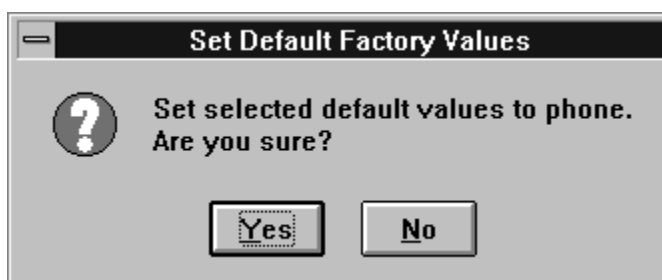 Set Default Factory Values
Set selected default values to phone.
Are you sure?
Yes No